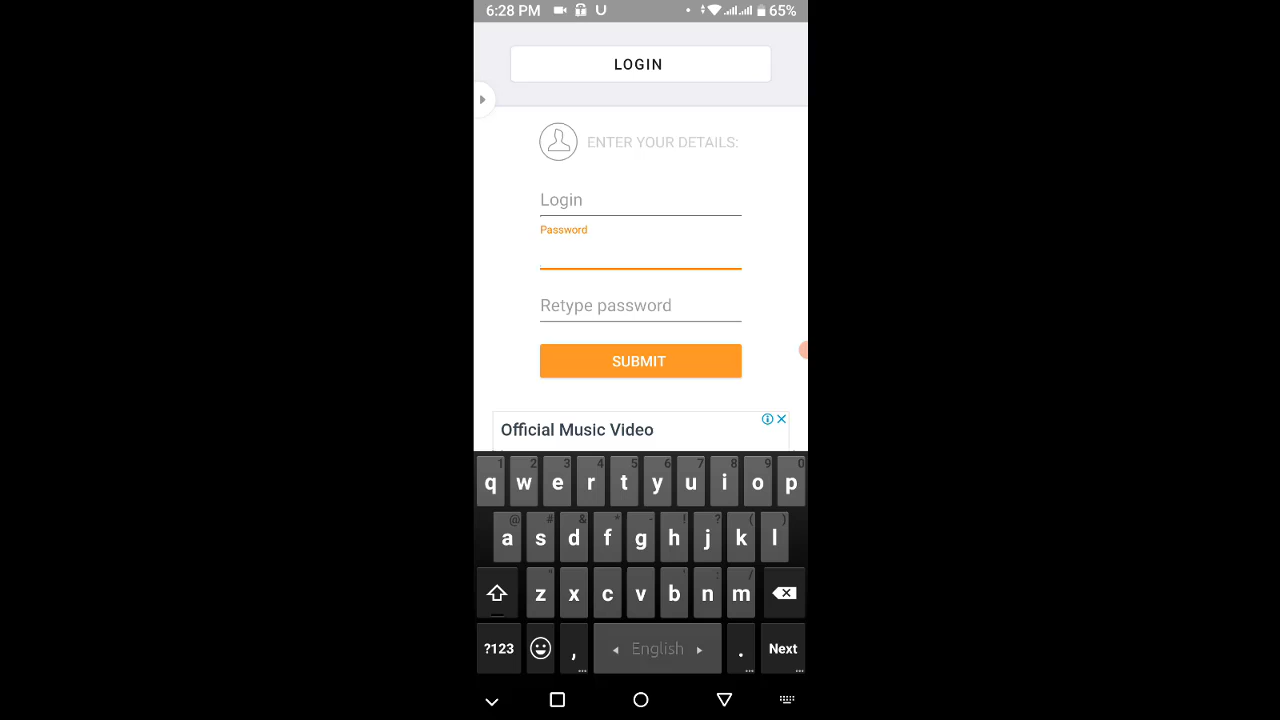 6:28 PM U 65%
LOGIN
ENTER YOUR DETAILS:
Login
Password
Retype password
SUBMIT
Official Music Video
1 2 3 4 5 6 7 8 9 0
q w e r t y u i o p
@ # & * - ! ? ( )
a s d f g h j k l
" ' : ; /
z x c v b n m
?123 , English . Next